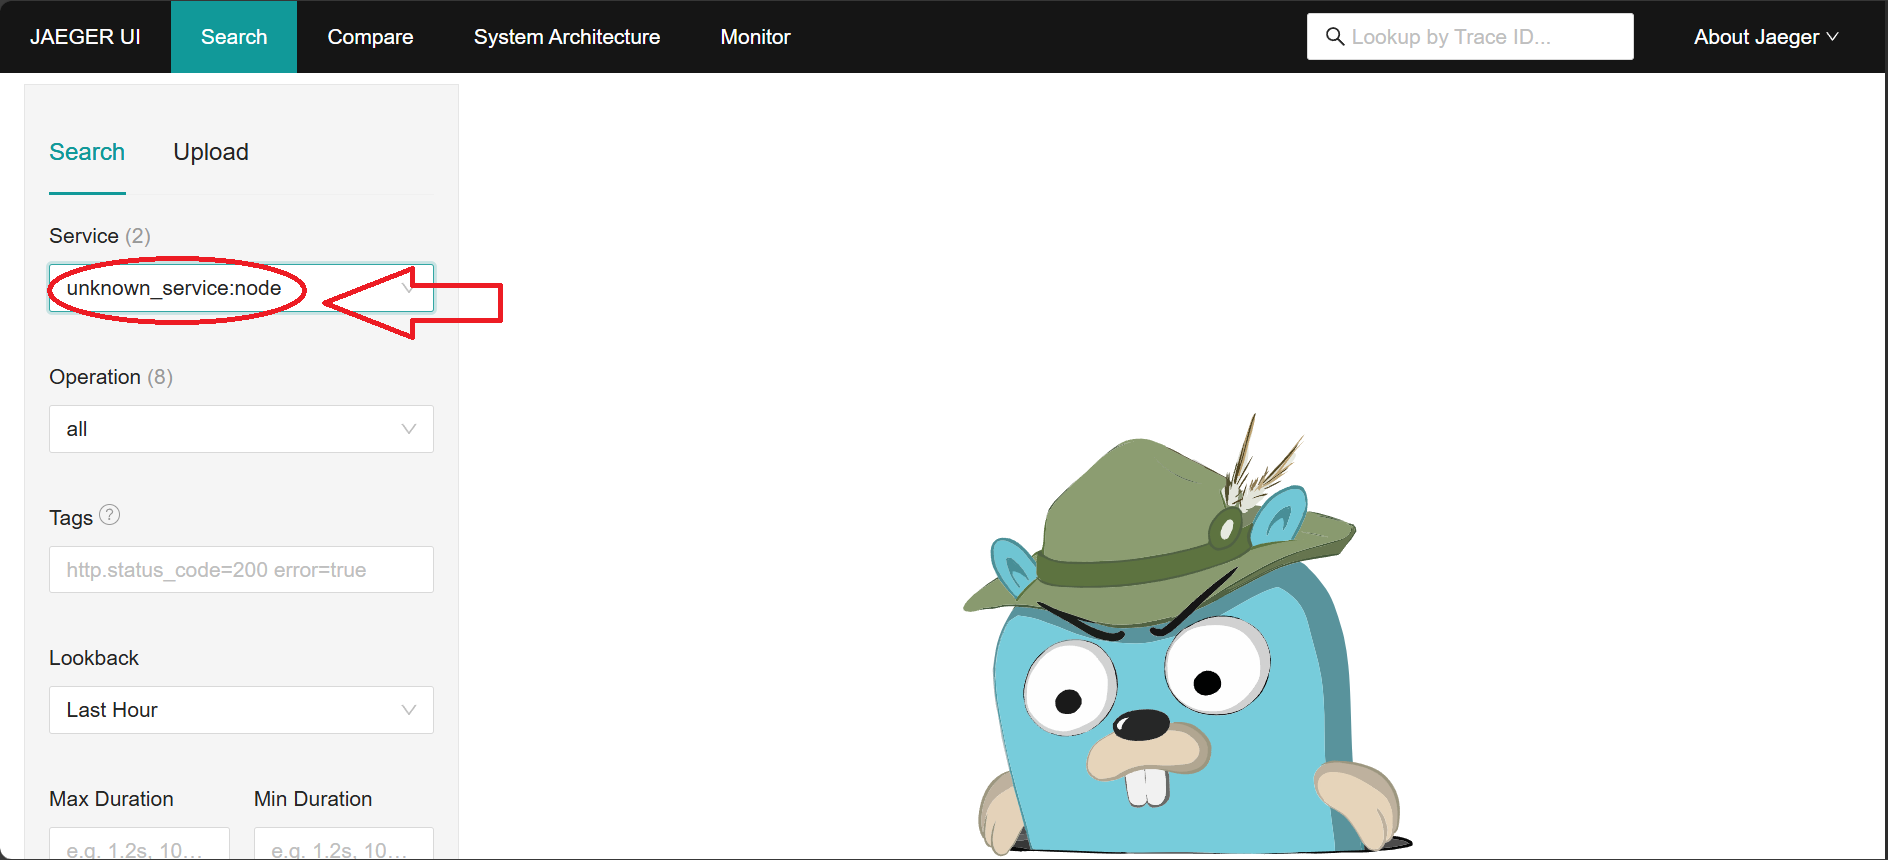 JAEGER UI Search Compare System Architecture Monitor Lookup by Trace ID... About Jaeger
Search Upload
Service (2)
unknown_service:node
Operation (8)
all
Tags ?
http.status_code=200 error=true
Lookback
Last Hour
Max Duration Min Duration
e.g. 1.2s, 10... e.g. 1.2s, 10...